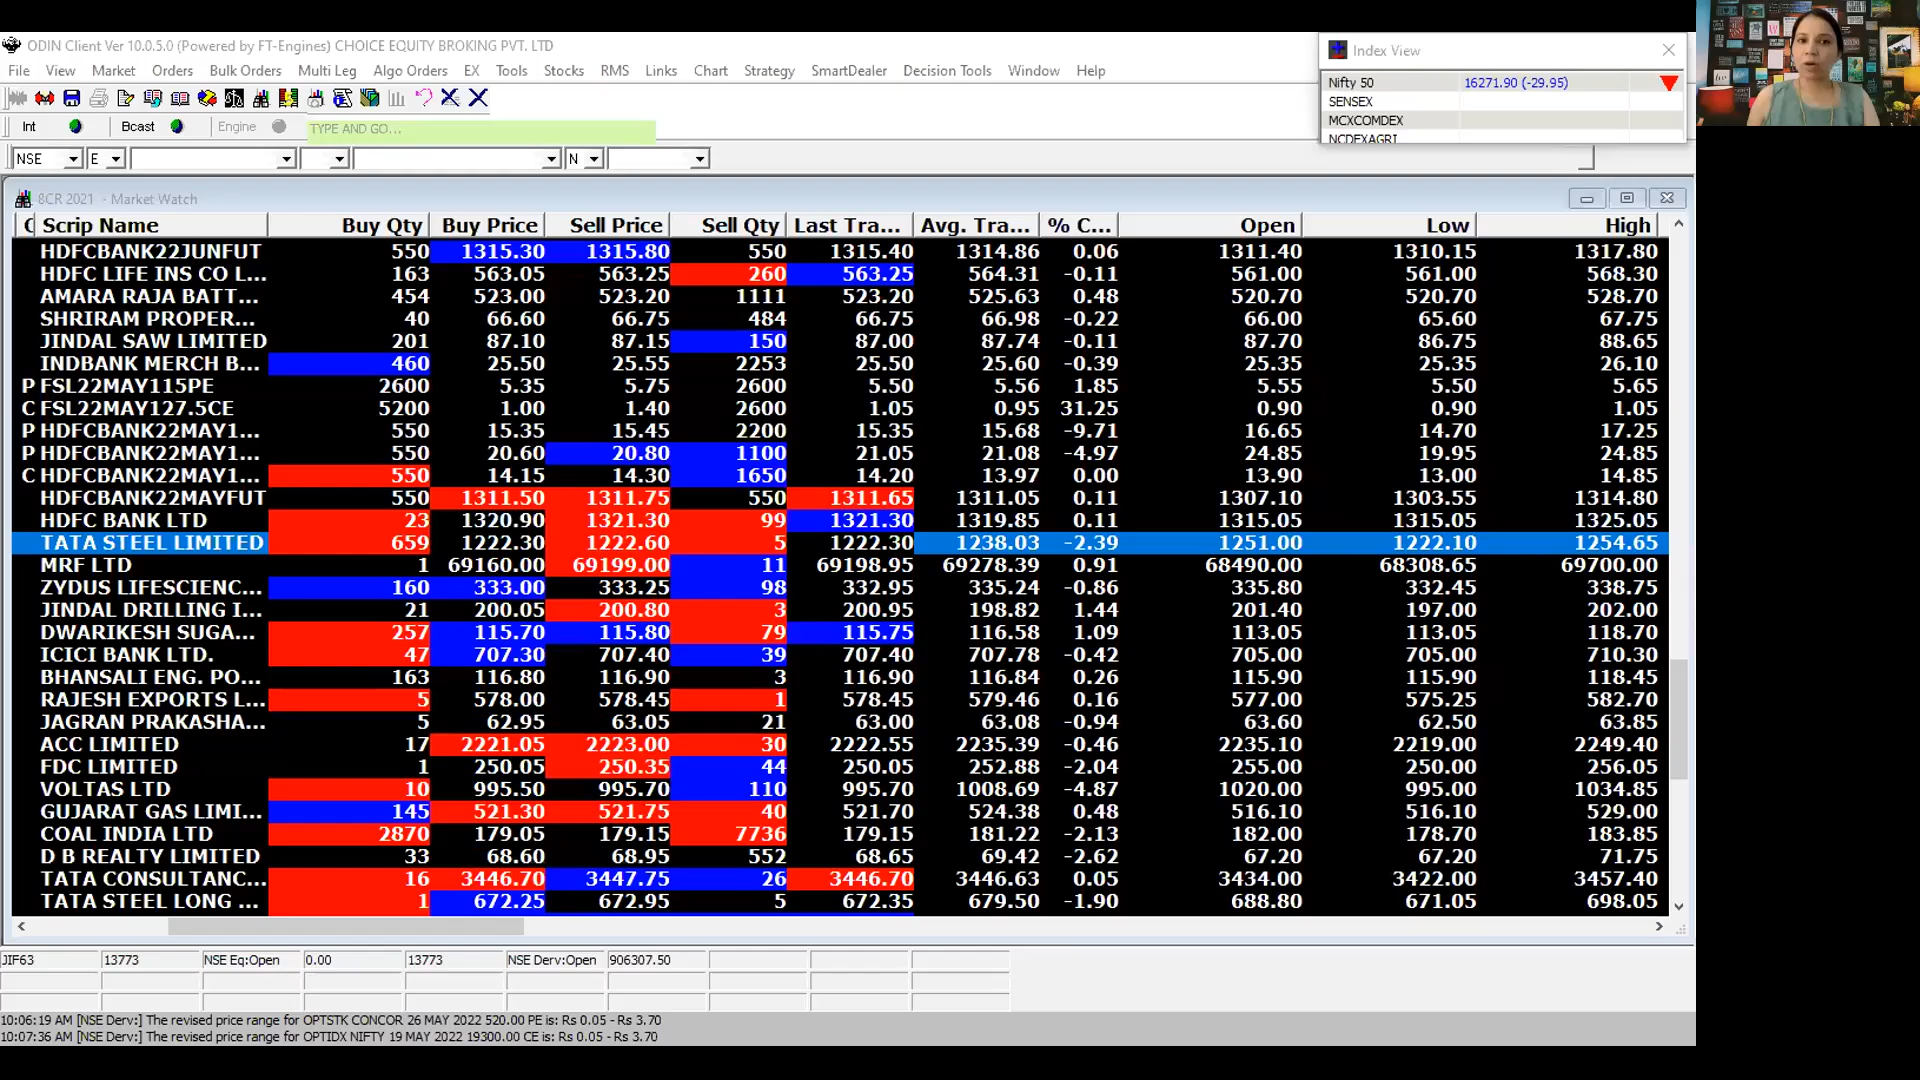 ODIN Client Ver 10.0.5.0 (Powered by FT-Engines) CHOICE EQUITY BROKING PVT. LTD
File View Market Orders Bulk Orders Multi Leg Algo Orders EX Tools Stocks RMS Links Chart Strategy SmartDealer Decision Tools Window Help
Index View
Nifty 50 16271.90 (-29.95)
SENSEX
MCXCOMDEX
NCDEXAGRI
Int Bcast Engine TYPE AND GO...
NSE E N
8CR 2021 - Market Watch
C Scrip Name Buy Qty Buy Price Sell Price Sell Qty Last Tra... Avg. Tra... % C... Open Low High
HDFCBANK22JUNFUT 550 1315.30 1315.80 550 1315.40 1314.86 0.06 1311.40 1310.15 1317.80
HDFC LIFE INS CO L... 163 563.05 563.25 260 563.25 564.31 -0.11 561.00 561.00 568.30
AMARA RAJA BATT... 454 523.00 523.20 1111 523.20 525.63 0.48 520.70 520.70 528.70
SHRIRAM PROPER... 40 66.60 66.75 484 66.75 66.98 -0.22 66.00 65.60 67.75
JINDAL SAW LIMITED 201 87.10 87.15 150 87.00 87.74 -0.11 87.70 86.75 88.65
INDBANK MERCH B... 460 25.50 25.55 2253 25.50 25.60 -0.39 25.35 25.35 26.10
P FSL22MAY115PE 2600 5.35 5.75 2600 5.50 5.56 1.85 5.55 5.50 5.65
C FSL22MAY127.5CE 5200 1.00 1.40 2600 1.05 0.95 31.25 0.90 0.90 1.05
P HDFCBANK22MAY1... 550 15.35 15.45 2200 15.35 15.68 -9.71 16.65 14.70 17.25
P HDFCBANK22MAY1... 550 20.60 20.80 1100 21.05 21.08 -4.97 24.85 19.95 24.85
C HDFCBANK22MAY1... 550 14.15 14.30 1650 14.20 13.97 0.00 13.90 13.00 14.85
HDFCBANK22MAYFUT 550 1311.50 1311.75 550 1311.65 1311.05 0.11 1307.10 1303.55 1314.80
HDFC BANK LTD 23 1320.90 1321.30 99 1321.30 1319.85 0.11 1315.05 1315.05 1325.05
TATA STEEL LIMITED 659 1222.30 1222.60 5 1222.30 1238.03 -2.39 1251.00 1222.10 1254.65
MRF LTD 1 69160.00 69199.00 11 69198.95 69278.39 0.91 68490.00 68308.65 69700.00
ZYDUS LIFESCIENC... 160 333.00 333.25 98 332.95 335.24 -0.86 335.80 332.45 338.75
JINDAL DRILLING I... 21 200.05 200.80 3 200.95 198.82 1.44 201.40 197.00 202.00
DWARIKESH SUGA... 257 115.70 115.80 79 115.75 116.58 1.09 113.05 113.05 118.70
ICICI BANK LTD. 47 707.30 707.40 39 707.40 707.78 -0.42 705.00 705.00 710.30
BHANSALI ENG. PO... 163 116.80 116.90 3 116.90 116.84 0.26 115.90 115.90 118.45
RAJESH EXPORTS L... 5 578.00 578.45 1 578.45 579.46 0.16 577.00 575.25 582.70
JAGRAN PRAKASHA... 5 62.95 63.05 21 63.00 63.08 -0.94 63.60 62.50 63.85
ACC LIMITED 17 2221.05 2223.00 30 2222.55 2235.39 -0.46 2235.10 2219.00 2249.40
FDC LIMITED 1 250.05 250.35 44 250.05 252.88 -2.04 255.00 250.00 256.05
VOLTAS LTD 10 995.50 995.70 110 995.70 1008.69 -4.87 1020.00 995.00 1034.85
GUJARAT GAS LIMI... 145 521.30 521.75 40 521.70 524.38 0.48 516.10 516.10 529.00
COAL INDIA LTD 2870 179.05 179.15 7736 179.15 181.22 -2.13 182.00 178.70 183.85
D B REALTY LIMITED 33 68.60 68.95 552 68.65 69.42 -2.62 67.20 67.20 71.75
TATA CONSULTANC... 16 3446.70 3447.75 26 3446.70 3446.63 0.05 3434.00 3422.00 3457.40
TATA STEEL LONG ... 1 672.25 672.95 5 672.35 679.50 -1.90 688.80 671.05 698.05
JIF63 13773 NSE Eq:Open 0.00 13773 NSE Derv:Open 906307.50
10:06:19 AM [NSE Derv:] The revised price range for OPTSTK CONCOR 26 MAY 2022 520.00 PE is: Rs 0.05 - Rs 3.70
10:07:36 AM [NSE Derv:] The revised price range for OPTIDX NIFTY 19 MAY 2022 19300.00 CE is: Rs 0.05 - Rs 3.70